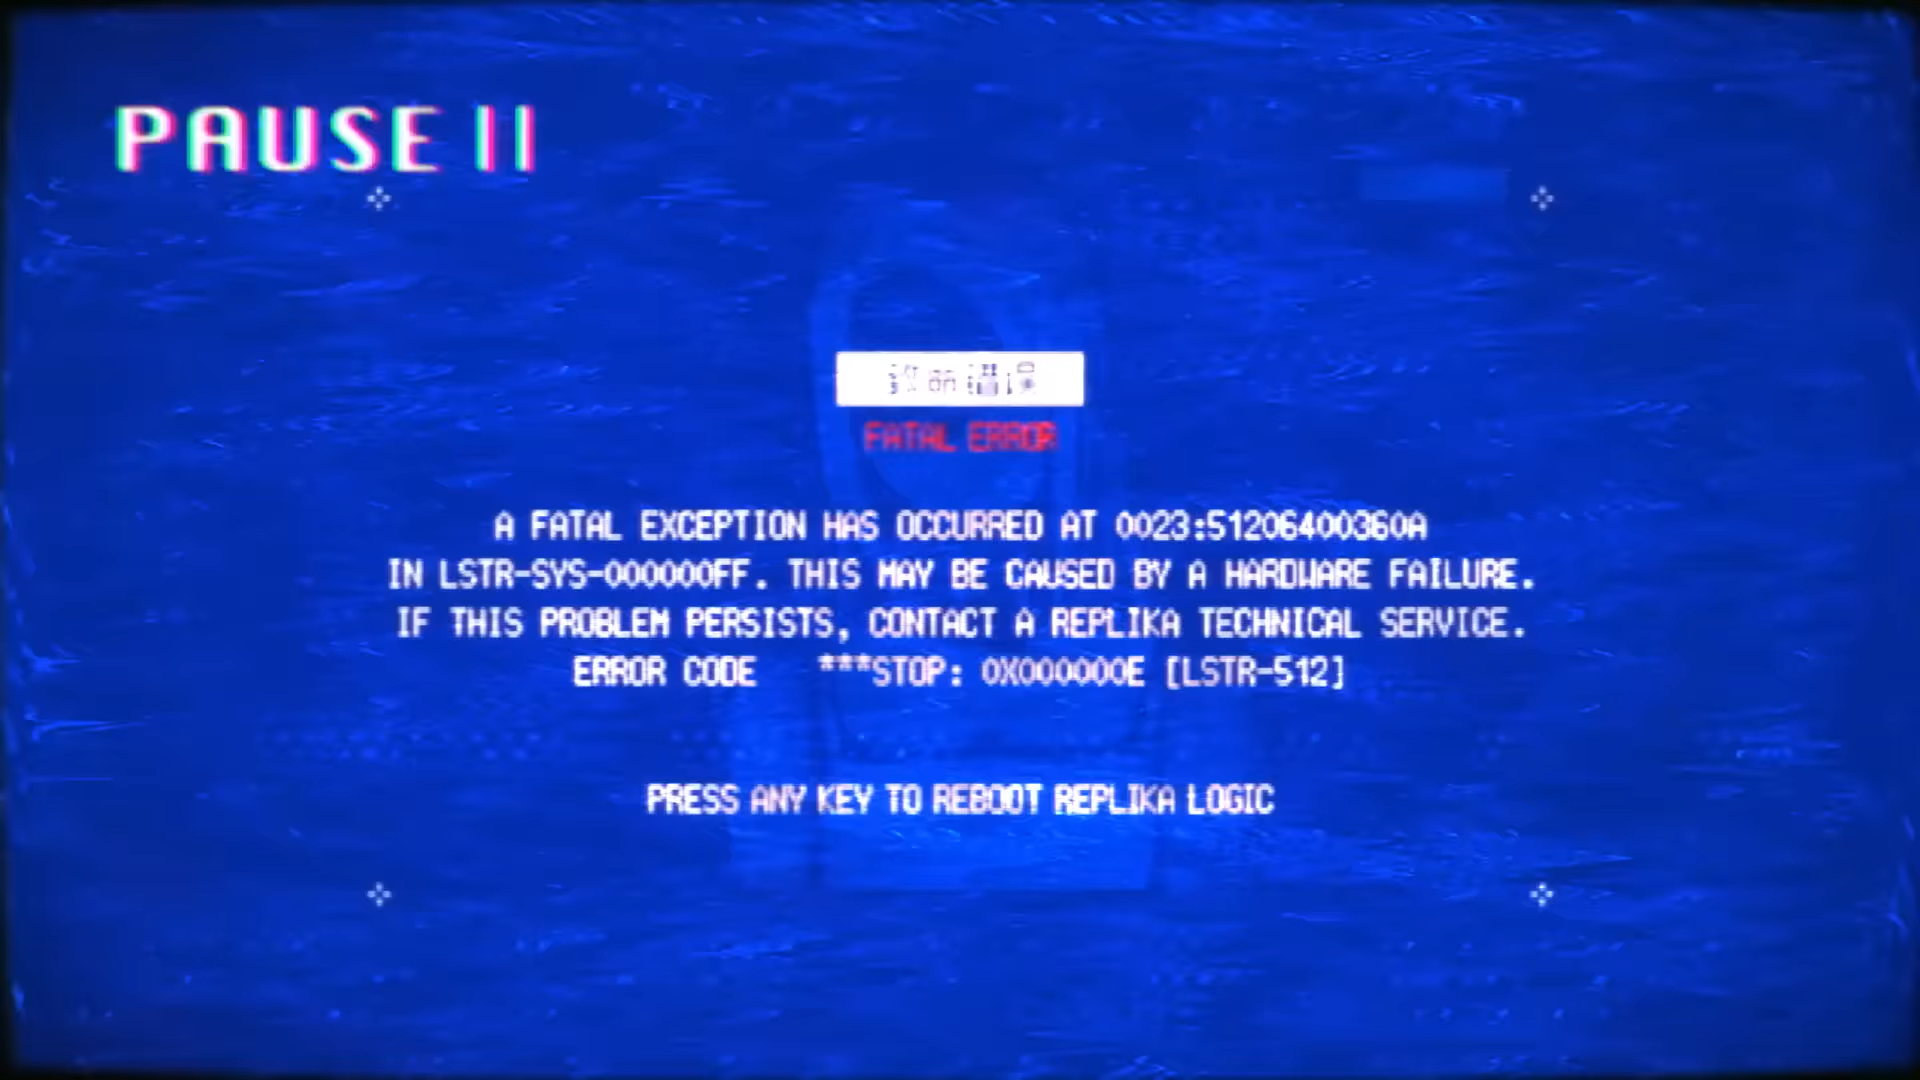 PAUSE II
FATAL ERROR
A FATAL EXCEPTION HAS OCCURRED AT 0023:51206400360A
IN LSTR-SYS-000000FF. THIS MAY BE CAUSED BY A HARDWARE FAILURE.
IF THIS PROBLEM PERSISTS, CONTACT A REPLIKA TECHNICAL SERVICE.
ERROR CODE ***STOP: 0X000000E [LSTR-512]
PRESS ANY KEY TO REBOOT REPLIKA LOGIC